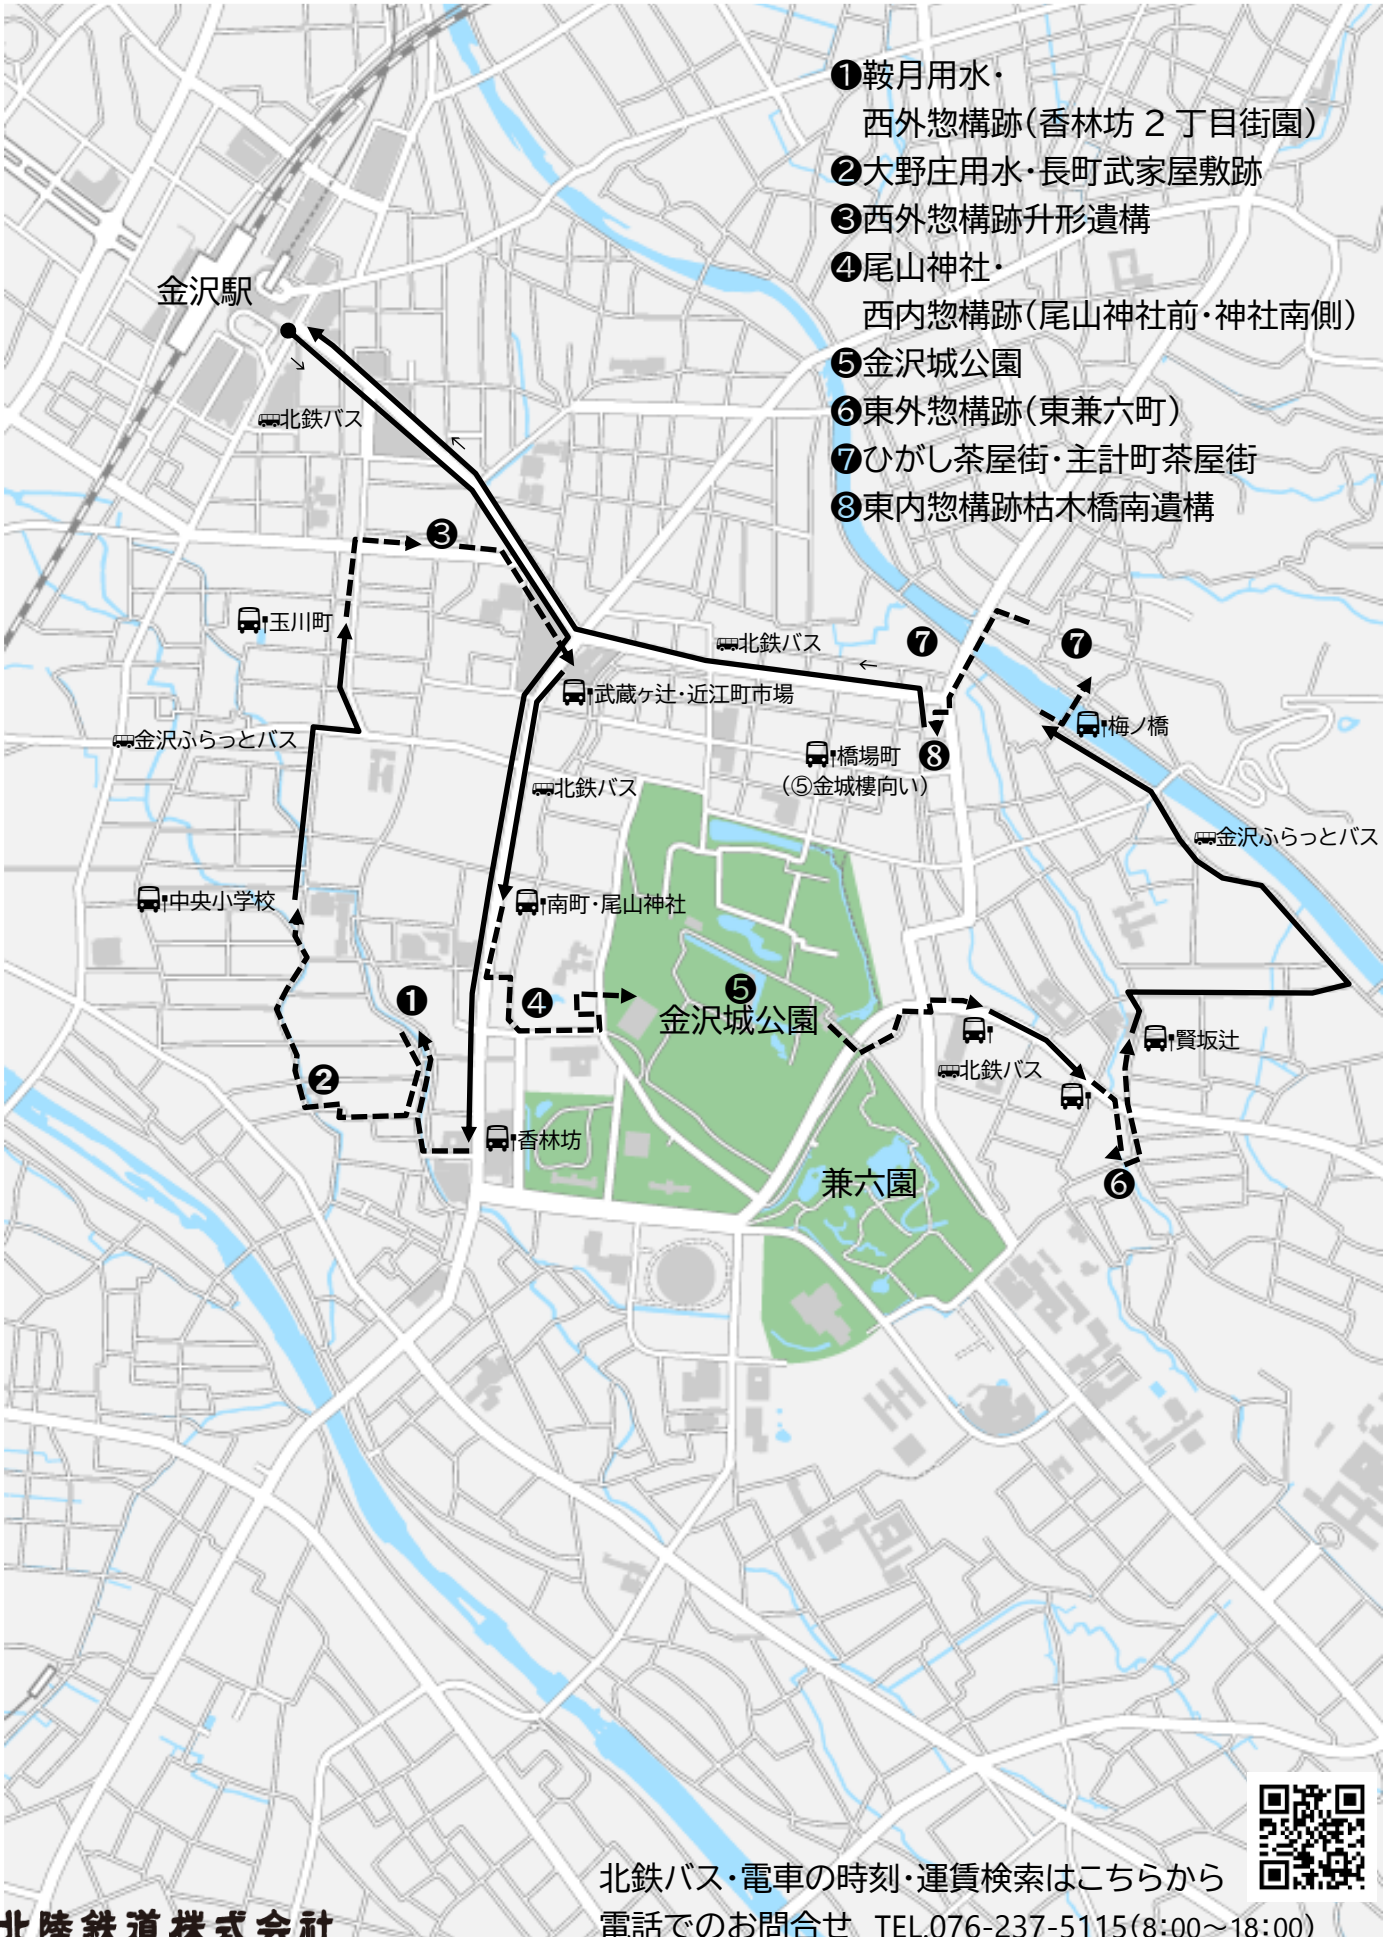 ❶鞍月用水・
西外惣構跡(香林坊 2 丁目街園)
❷大野庄用水・長町武家屋敷跡
❸西外惣構跡升形遺構
❹尾山神社・
西内惣構跡(尾山神社前・神社南側)
❺金沢城公園
❻東外惣構跡(東兼六町)
❼ひがし茶屋街・主計町茶屋街
❽東内惣構跡枯木橋南遺構
金沢駅
北鉄バス
❸
玉川町
❼
❼
北鉄バス
武蔵ヶ辻・近江町市場
梅ノ橋
金沢ふらっとバス
橋場町
❽
(⑤金城樓向い)
北鉄バス
金沢ふらっとバス
中央小学校
南町・尾山神社
❶
❹
❺
金沢城公園
賢坂辻
北鉄バス
❷
香林坊
兼六園
❻
北鉄バス・電車の時刻・運賃検索はこちらから
電話でのお問合せ TEL.076-237-5115(8:00～18:00)
北陸鉄道株式会社